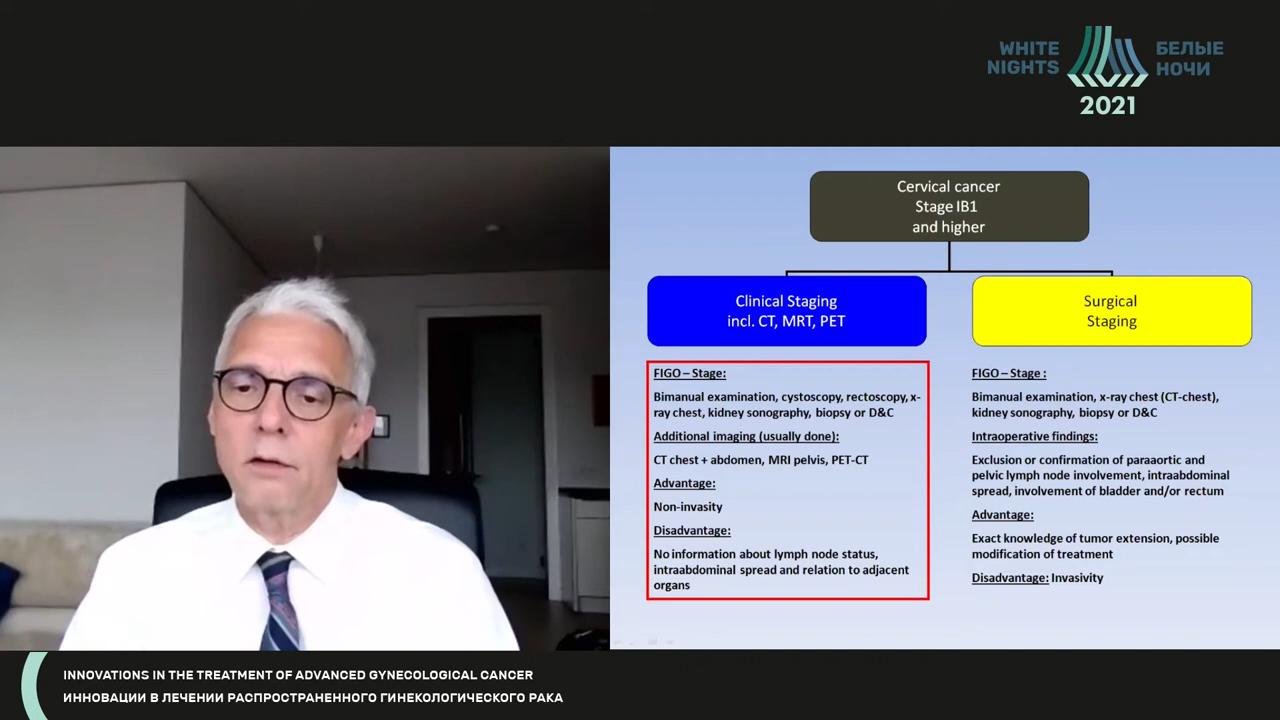 WHITE
NIGHTS
БЕЛЫЕ
НОЧИ
2021
Cervical cancer
Stage IB1
and higher
Clinical Staging
incl. CT, MRT, PET
FIGO – Stage:
Bimanual examination, cystoscopy, rectoscopy, x-
ray chest, kidney sonography, biopsy or D&C
Additional imaging (usually done):
CT chest + abdomen, MRI pelvis, PET-CT
Advantage:
Non-invasity
Disadvantage:
No information about lymph node status,
intraabdominal spread and relation to adjacent
organs
Surgical
Staging
FIGO – Stage :
Bimanual examination, x-ray chest (CT-chest),
kidney sonography, biopsy or D&C
Intraoperative findings:
Exclusion or confirmation of paraaortic and
pelvic lymph node involvement, intraabdominal
spread, involvement of bladder and/or rectum
Advantage:
Exact knowledge of tumor extension, possible
modification of treatment
Disadvantage: Invasivity
INNOVATIONS IN THE TREATMENT OF ADVANCED GYNECOLOGICAL CANCER
ИННОВАЦИИ В ЛЕЧЕНИИ РАСПРОСТРАНЕННОГО ГИНЕКОЛОГИЧЕСКОГО РАКА